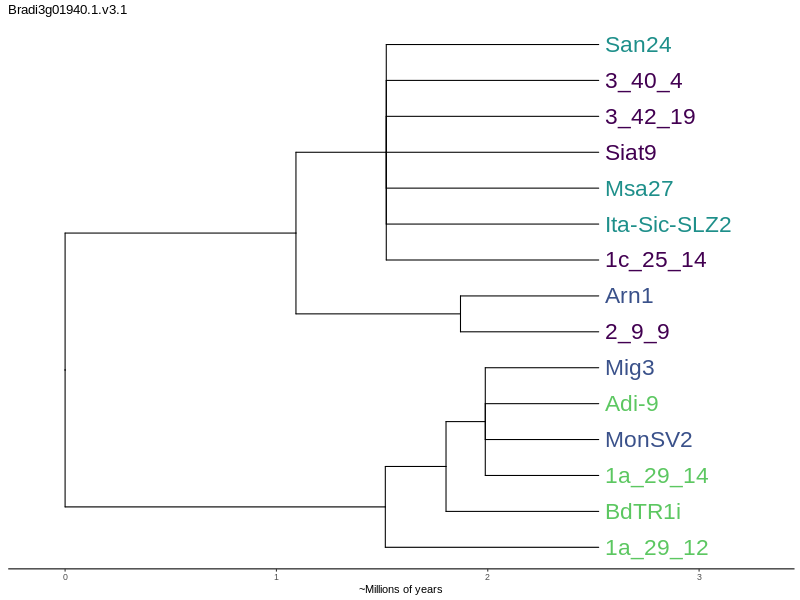 Bradi3g01940.1.v3.1
San24
3_40_4
3_42_19
Siat9
Msa27
Ita-Sic-SLZ2
1c_25_14
Arn1
2_9_9
Mig3
Adi-9
MonSV2
1a_29_14
BdTR1i
1a_29_12
0 1 2 3
~Millions of years